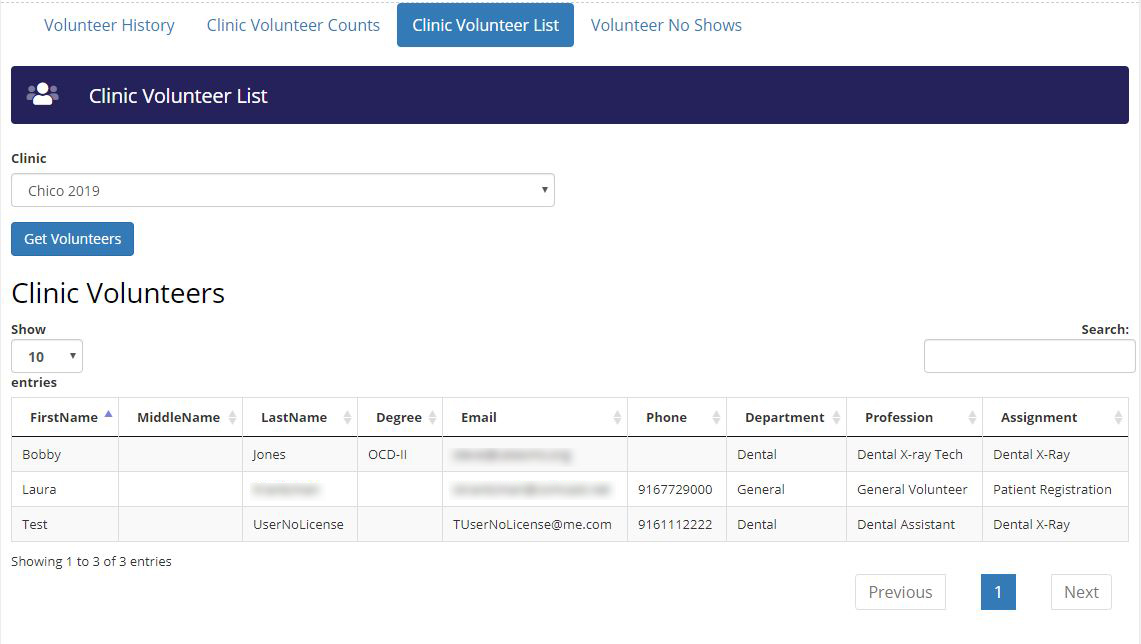 Volunteer History Clinic Volunteer Counts Clinic Volunteer List Volunteer No Shows
Clinic Volunteer List
Clinic
Chico 2019
Get Volunteers
Clinic Volunteers
Show Search:
10
entries
FirstName MiddleName LastName Degree Email Phone Department Profession Assignment
Bobby Jones OCD-II Dental Dental X-ray Tech Dental X-Ray
Laura 9167729000 General General Volunteer Patient Registration
Test UserNoLicense TUserNoLicense@me.com 9161112222 Dental Dental Assistant Dental X-Ray
Showing 1 to 3 of 3 entries
Previous 1 Next